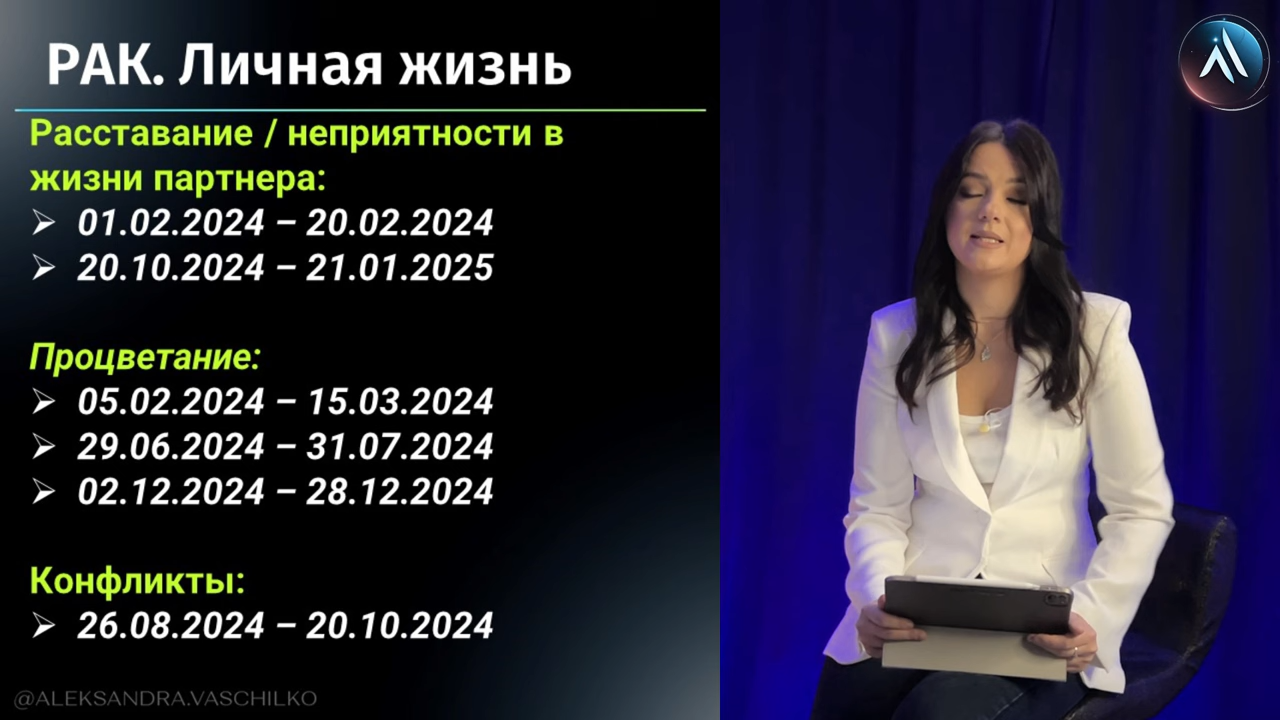 РАК. Личная жизнь
Расставание / неприятности в
жизни партнера:
➢ 01.02.2024 – 20.02.2024
➢ 20.10.2024 – 21.01.2025
Процветание:
➢ 05.02.2024 – 15.03.2024
➢ 29.06.2024 – 31.07.2024
➢ 02.12.2024 – 28.12.2024
Конфликты:
➢ 26.08.2024 – 20.10.2024
@ALEKSANDRA.VASCHILKO